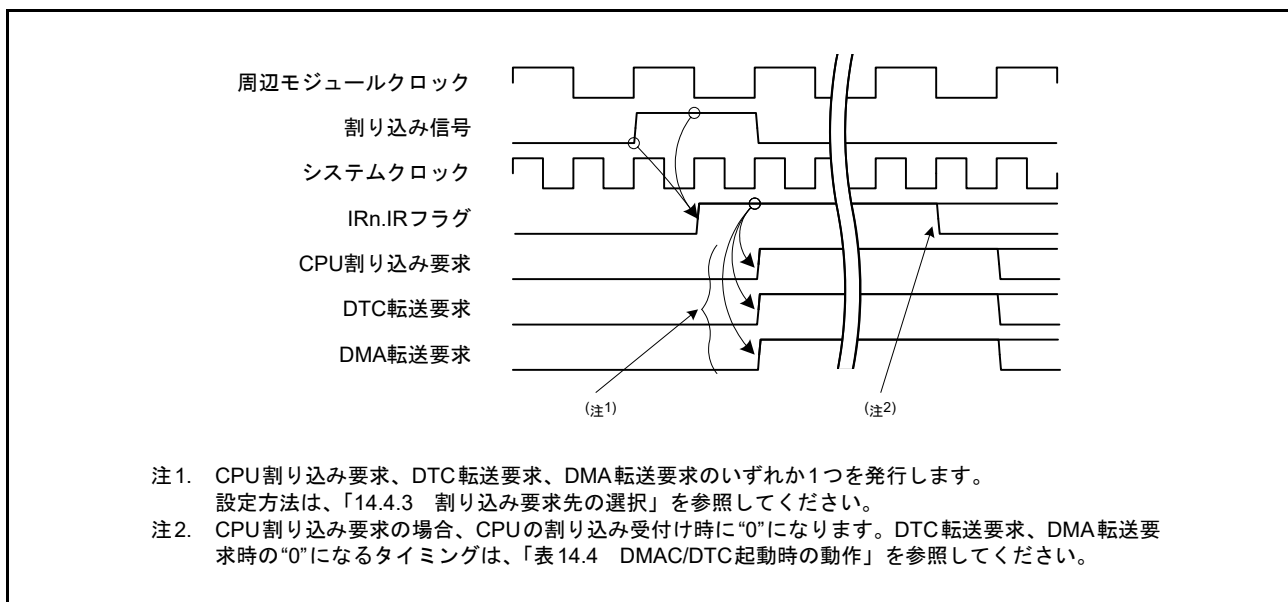 周辺モジュールクロック
割り込み信号
システムクロック
IRn.IRフラグ
CPU割り込み要求
DTC転送要求
DMA転送要求
(注1)
(注2)
注1. CPU割り込み要求、DTC転送要求、DMA転送要求のいずれか1つを発行します。
設定方法は、「14.4.3 割り込み要求先の選択」を参照してください。
注2. CPU割り込み要求の場合、CPUの割り込み受付け時に“0”になります。DTC転送要求、DMA転送要
求時の“0”になるタイミングは、「表14.4 DMAC/DTC起動時の動作」を参照してください。